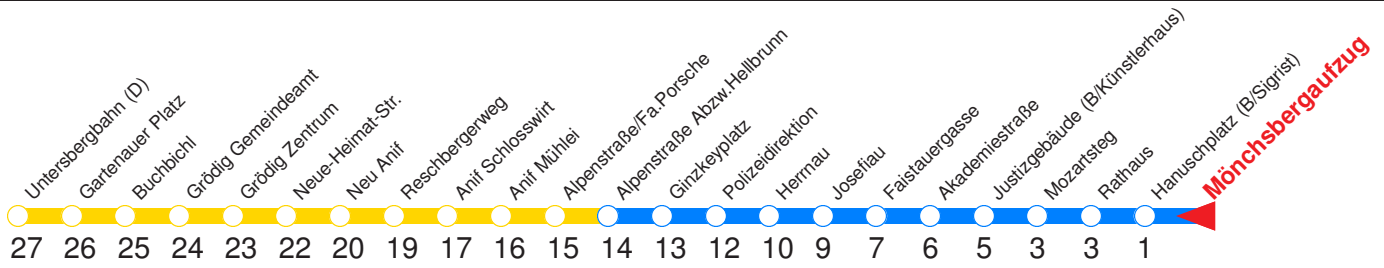 Untersbergbahn (D)
Gartenauer Platz
Buchbichl
Grödig Gemeindeamt
Grödig Zentrum
Neue-Heimat-Str.
Neu Anif
Reschbergerweg
Anif Schlosswirt
Anif Mühlei
Alpenstraße/Fa.Porsche
Alpenstraße Abzw.Hellbrunn
Ginzkeyplatz
Polizeidirektion
Herrnau
Josefiau
Faistauergasse
Akademiestraße
Justizgebäude (B/Künstlerhaus)
Mozartsteg
Rathaus
Hanuschplatz (B/Sigrist)
Mönchsbergaufzug
27 26 25 24 23 22 20 19 17 16 15 14 13 12 10 9 7 6 5 3 3 1